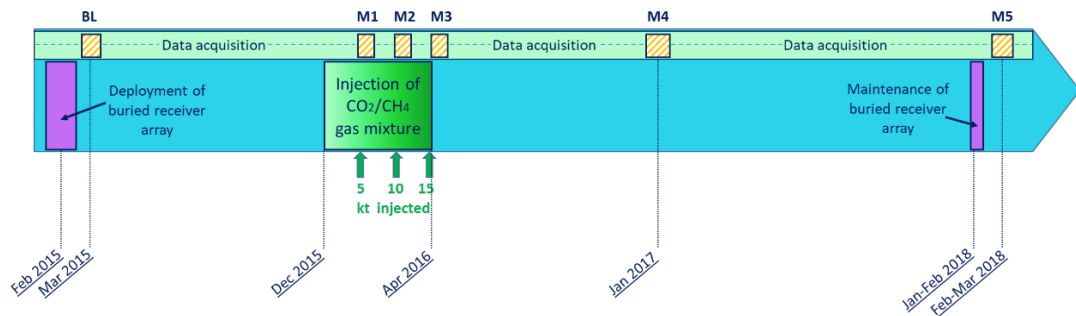 BL
M1
M2
M3
M4
M5
Data acquisition
Data acquisition
Data acquisition
Deployment of
buried receiver
array
Injection of
CO₂/CH₄
gas mixture
Maintenance of
buried receiver
array
5
10
15
kt injected
Feb 2015
Mar 2015
Dec 2015
Apr 2016
Jan 2017
Jan-Feb 2018
Feb-Mar 2018